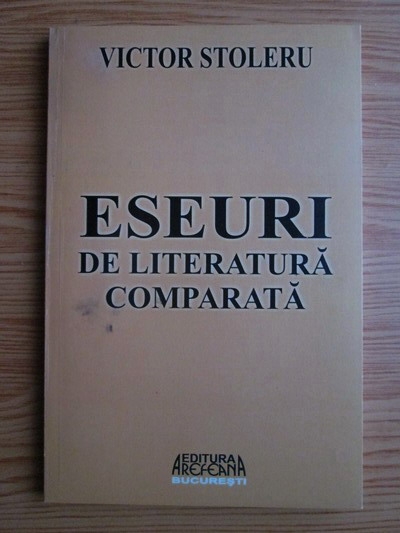 VICTOR STOLERU
ESEURI
DE LITERATURĂ
COMPARATĂ
EDITURA
AREFEANA
BUCUREȘTI